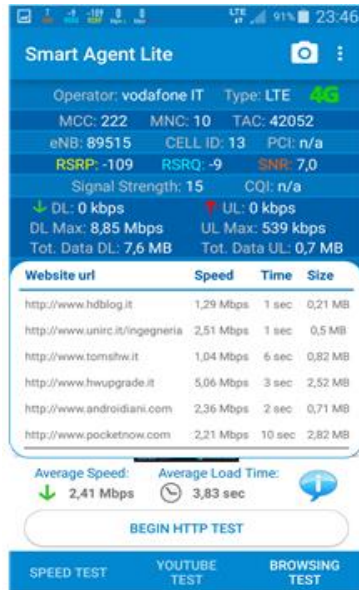 LTE 91% 23:46
Smart Agent Lite
Operator: vodafone IT Type: LTE 4G
MCC: 222 MNC: 10 TAC: 42052
eNB: 89515 CELL ID: 13 PCI: n/a
RSRP: -109 RSRQ: -9 SNR: 7,0
Signal Strength: 15 CQI: n/a
DL: 0 kbps UL: 0 kbps
DL Max: 8,85 Mbps UL Max: 539 kbps
Tot. Data DL: 7,6 MB Tot. Data UL: 0,7 MB
Website url Speed Time Size
http://www.hdblog.it 1,29 Mbps 1 sec 0,21 MB
http://www.unirc.it/ingegneria 2,51 Mbps 1 sec 0,5 MB
http://www.tomshw.it 1,04 Mbps 6 sec 0,82 MB
http://www.hwupgrade.it 5,06 Mbps 3 sec 2,52 MB
http://www.androidiani.com 2,36 Mbps 2 sec 0,71 MB
http://www.pocketnow.com 2,21 Mbps 10 sec 2,82 MB
Average Speed: Average Load Time:
2,41 Mbps 3,83 sec
BEGIN HTTP TEST
SPEED TEST YOUTUBE TEST BROWSING TEST